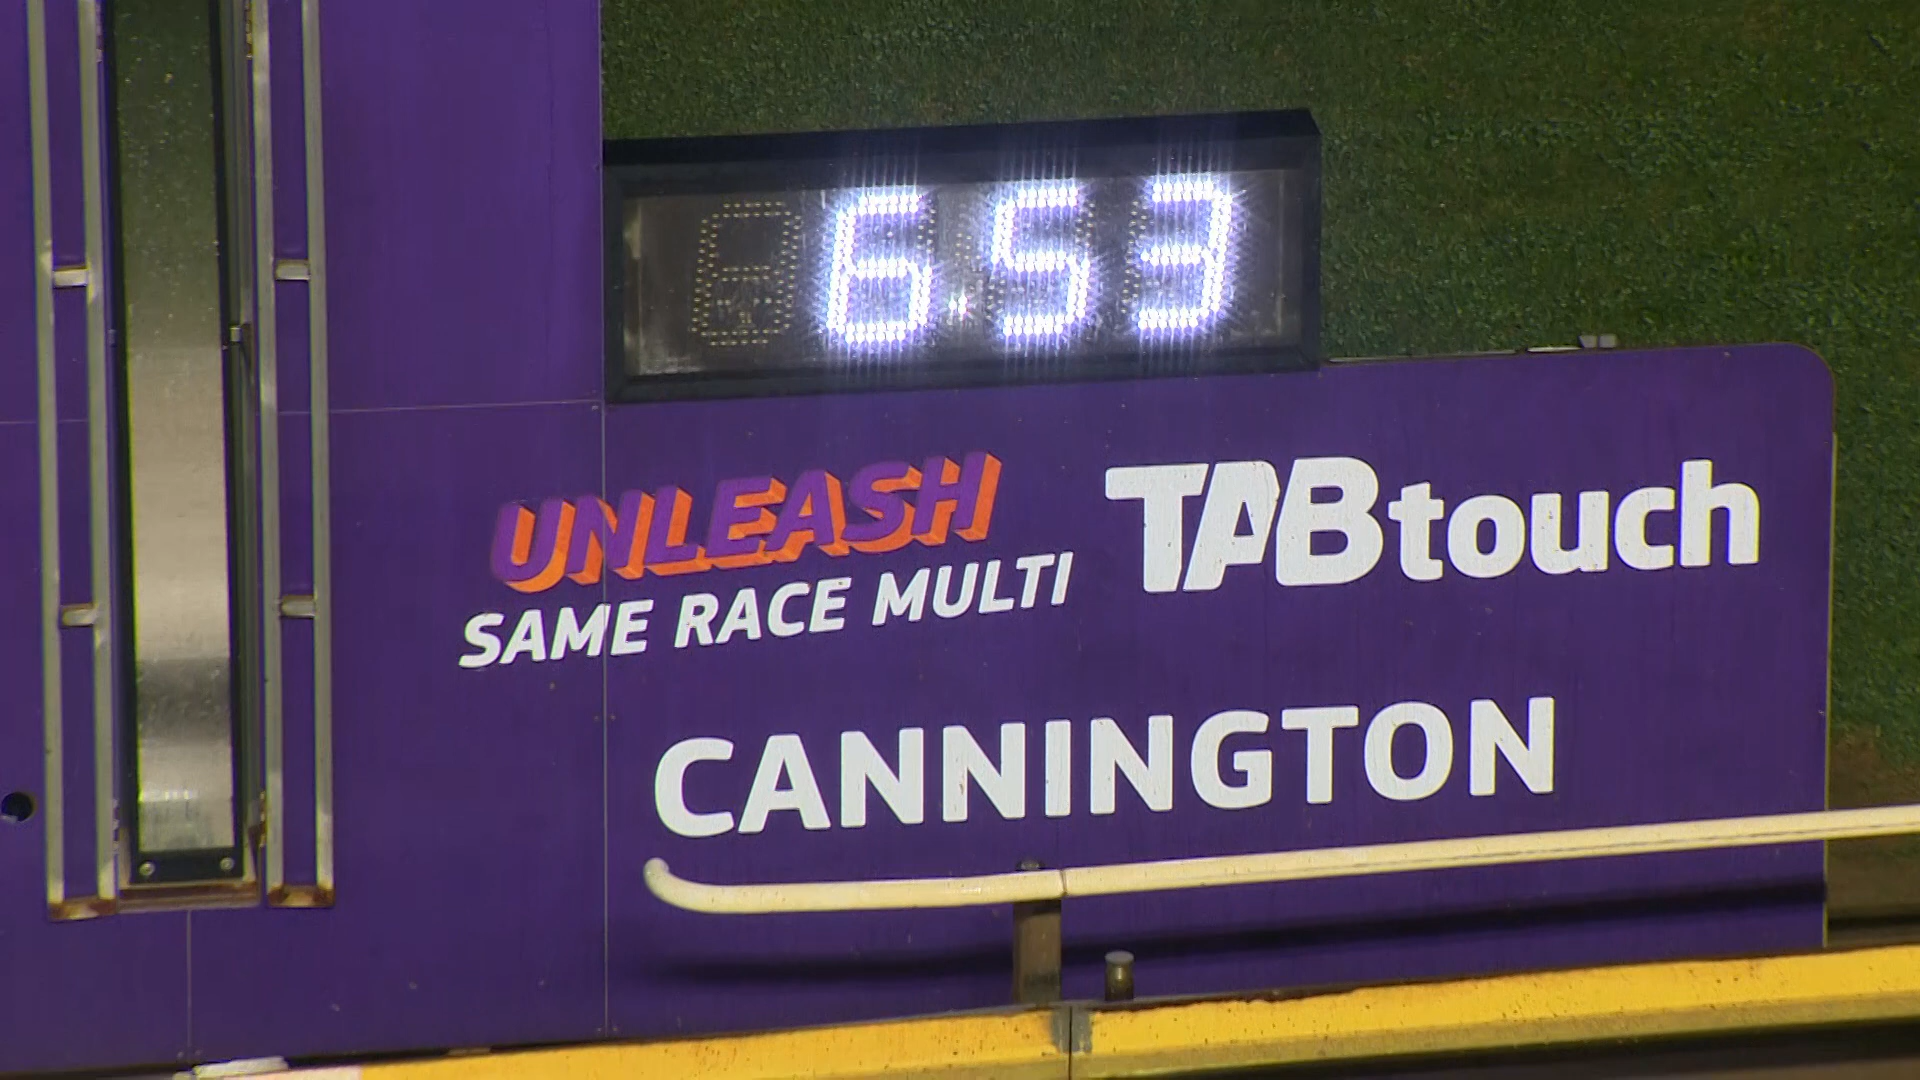 6.53
UNLEASH
SAME RACE MULTI
TABtouch
CANNINGTON